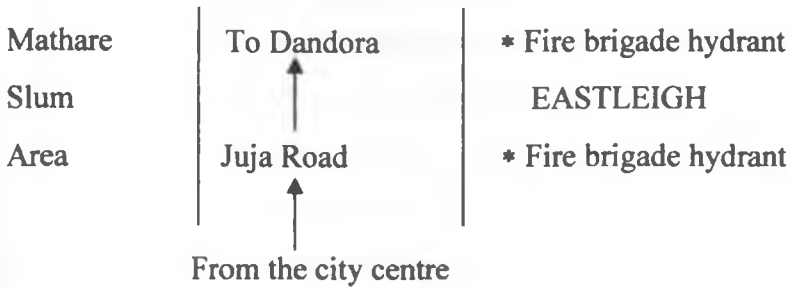 Mathare To Dandora * Fire brigade hydrant
Slum EASTLEIGH
Area Juja Road * Fire brigade hydrant
From the city centre